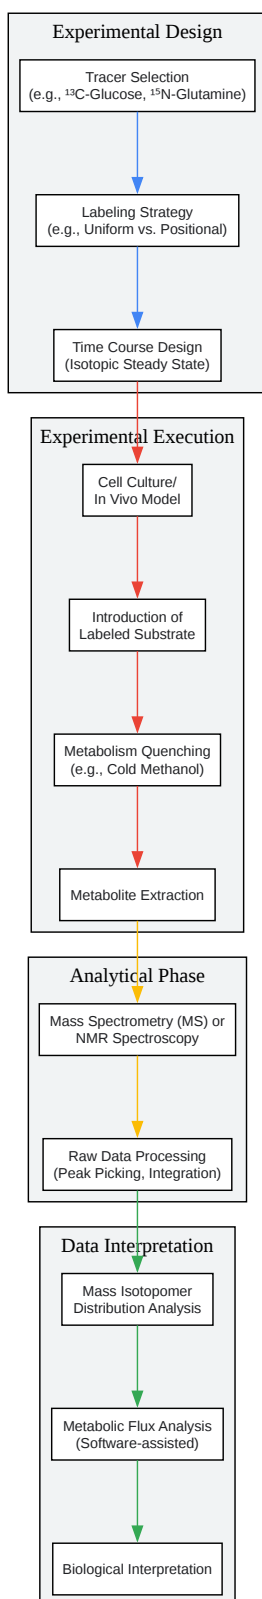 Experimental Design
Tracer Selection
(e.g., ¹³C-Glucose, ¹⁵N-Glutamine)
Labeling Strategy
(e.g., Uniform vs. Positional)
Time Course Design
(Isotopic Steady State)
Experimental Execution
Cell Culture/
In Vivo Model
Introduction of
Labeled Substrate
Metabolism Quenching
(e.g., Cold Methanol)
Metabolite Extraction
Analytical Phase
Mass Spectrometry (MS) or
NMR Spectroscopy
Raw Data Processing
(Peak Picking, Integration)
Data Interpretation
Mass Isotopomer
Distribution Analysis
Metabolic Flux Analysis
(Software-assisted)
Biological Interpretation